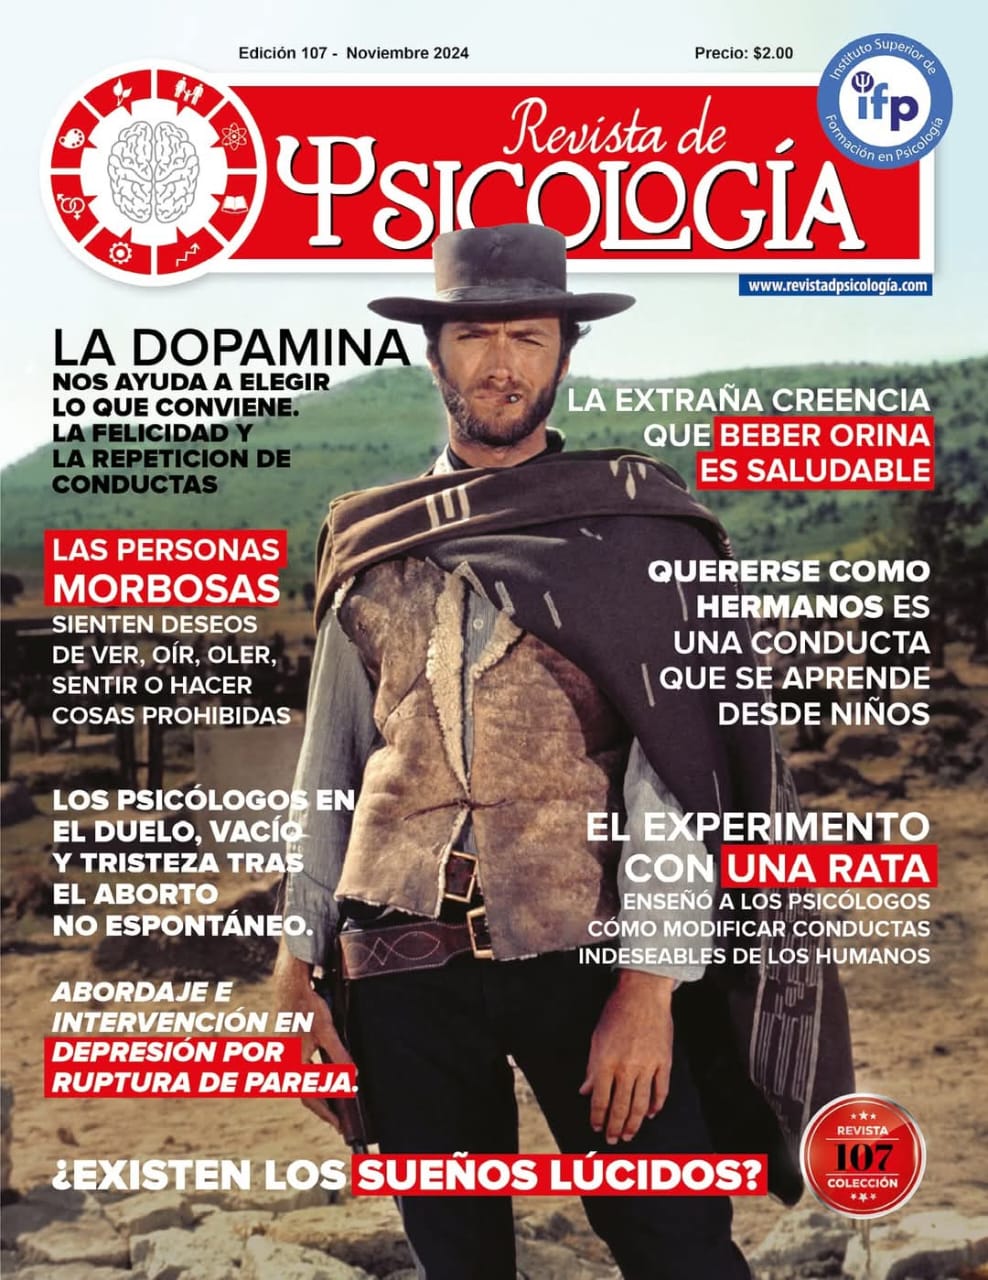 Edición 107 - Noviembre 2024
Precio: $2.00
Instituto Superior de
ifp
Formación en Psicología
Revista de
PSICOLOGÍA
www.revistadpsicología.com
LA DOPAMINA
NOS AYUDA A ELEGIR
LO QUE CONVIENE.
LA FELICIDAD Y
LA REPETICION DE
CONDUCTAS
LA EXTRAÑA CREENCIA
QUE BEBER ORINA
ES SALUDABLE
LAS PERSONAS
MORBOSAS
SIENTEN DESEOS
DE VER, OÍR, OLER,
SENTIR O HACER
COSAS PROHIBIDAS
QUERERSE COMO
HERMANOS ES
UNA CONDUCTA
QUE SE APRENDE
DESDE NIÑOS
LOS PSICÓLOGOS EN
EL DUELO, VACÍO
Y TRISTEZA TRAS
EL ABORTO
NO ESPONTÁNEO.
EL EXPERIMENTO
CON UNA RATA
ENSEÑÓ A LOS PSICÓLOGOS
CÓMO MODIFICAR CONDUCTAS
INDESEABLES DE LOS HUMANOS
ABORDAJE E
INTERVENCIÓN EN
DEPRESIÓN POR
RUPTURA DE PAREJA.
REVISTA
107
COLECCIÓN
¿EXISTEN LOS SUEÑOS LÚCIDOS?